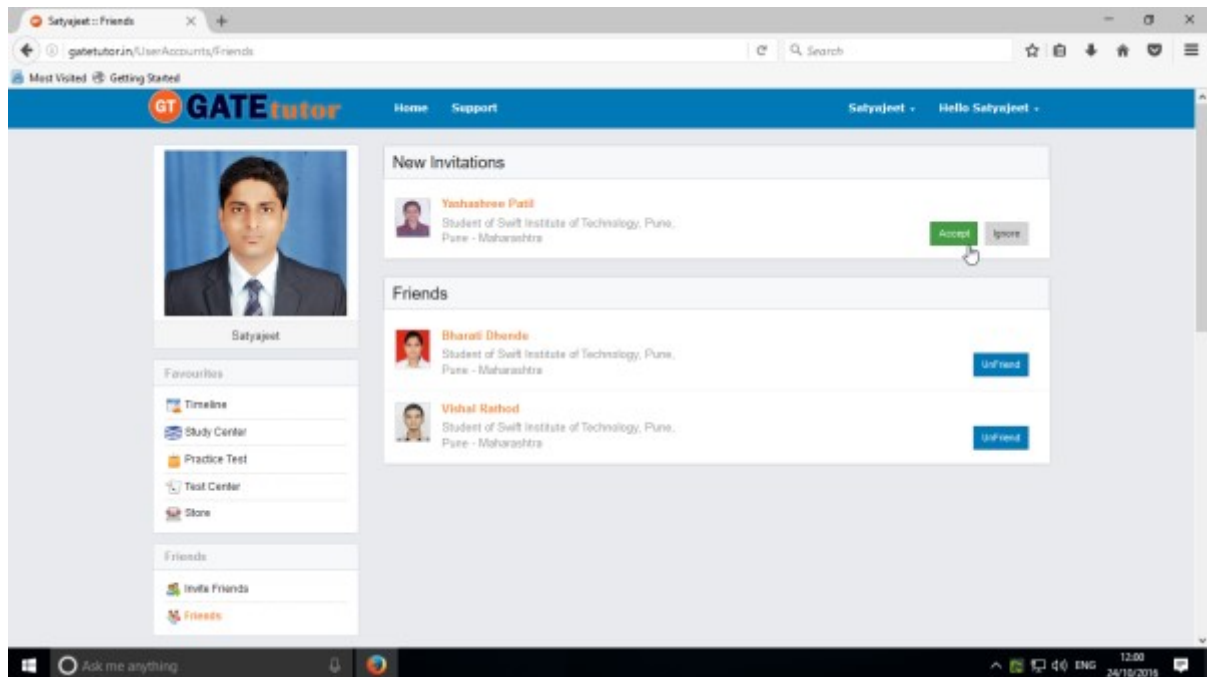 Satyajeet :: Friends
gatetutor.in/UserAccounts/Friends
Search
Most Visited
Getting Started
GT GATEtutor
Home
Support
Satyajeet
Hello Satyajeet
Satyajeet
Favourites
Timeline
Study Center
Practice Test
Test Center
Store
Friends
Invite Friends
Friends
New Invitations
Yashashree Patil
Student of Swift Institute of Technology, Pune,
Pune - Maharashtra
Accept
Ignore
Friends
Bharati Dhende
Student of Swift Institute of Technology, Pune,
Pune - Maharashtra
UnFriend
Vishal Rathod
Student of Swift Institute of Technology, Pune,
Pune - Maharashtra
UnFriend
Ask me anything
ENG
12:00
24/10/2016